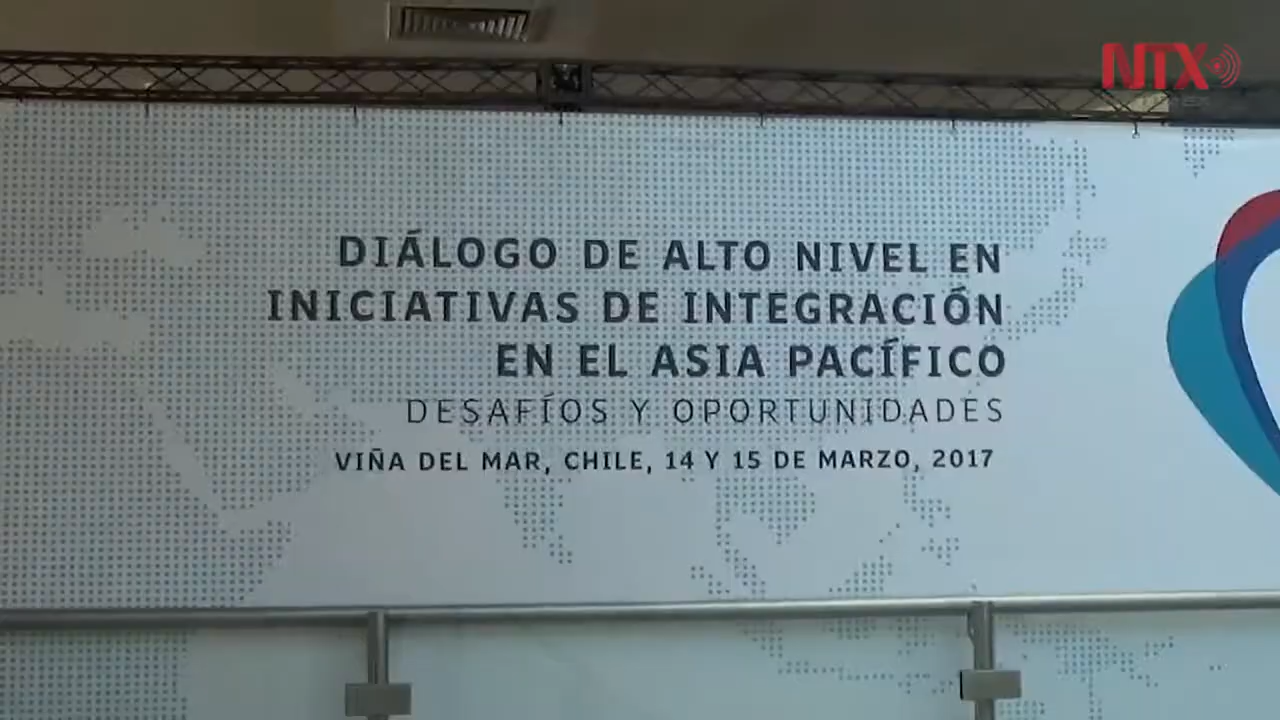 NTX
DIÁLOGO DE ALTO NIVEL EN
INICIATIVAS DE INTEGRACIÓN
EN EL ASIA PACÍFICO
DESAFÍOS Y OPORTUNIDADES
VIÑA DEL MAR, CHILE, 14 Y 15 DE MARZO, 2017